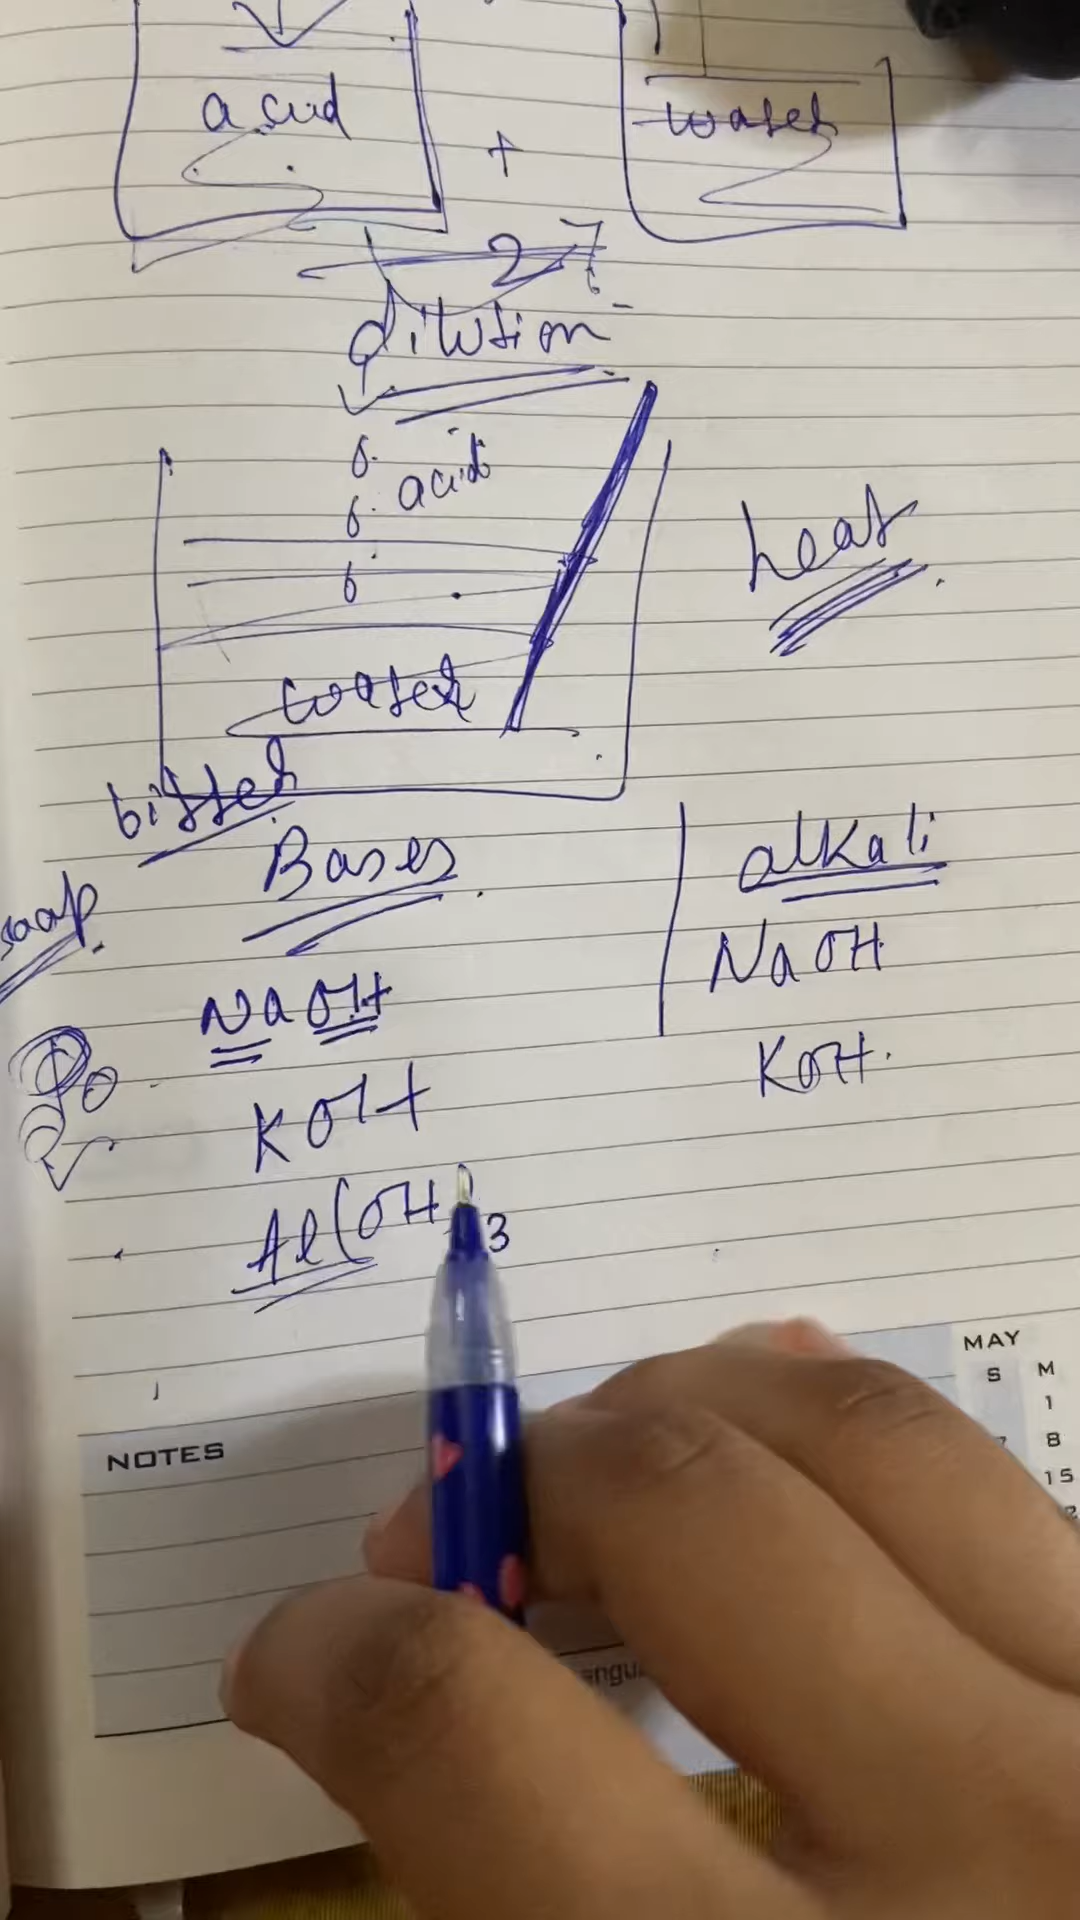 acid + water
dilution
acid
heat
water
bitter
Bases
alkali
soap
NaOH
NaOH
KOH
KOH.
Al(OH)3
MAY
S M
1
NOTES
8
15